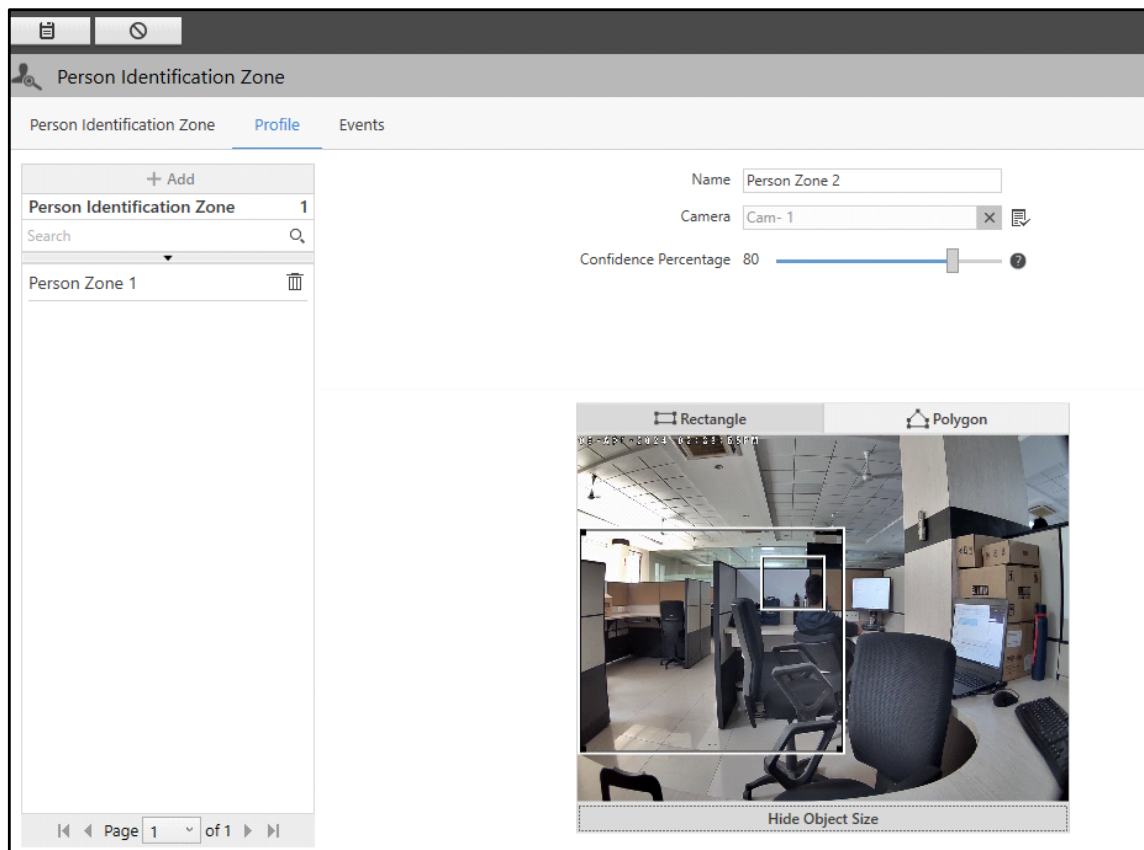 Person Identification Zone
Person Identification Zone Profile Events
+ Add
Person Identification Zone 1
Search
Person Zone 1
Page 1 of 1
Name Person Zone 2
Camera Cam- 1
Confidence Percentage 80
Rectangle Polygon
Hide Object Size